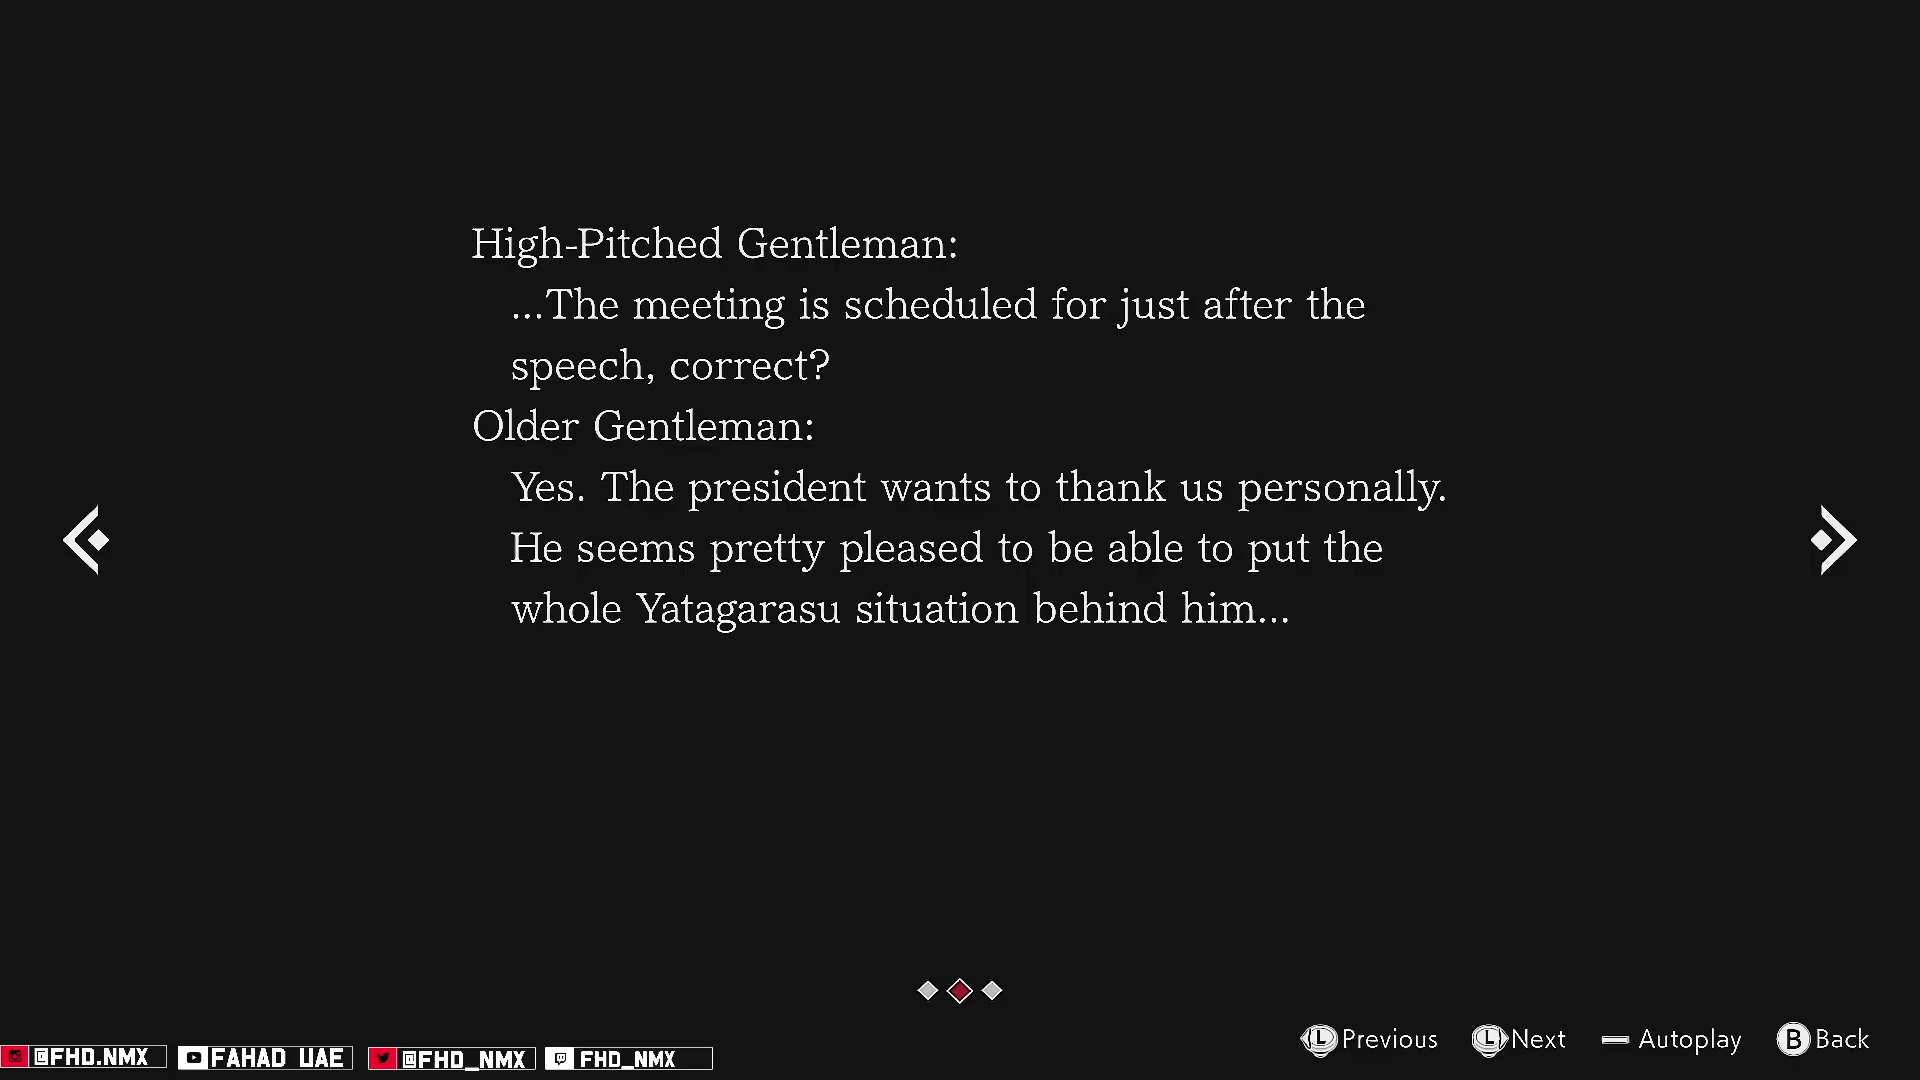 High-Pitched Gentleman:
...The meeting is scheduled for just after the
speech, correct?
Older Gentleman:
Yes. The president wants to thank us personally.
He seems pretty pleased to be able to put the
whole Yatagarasu situation behind him...
L Previous L Next Autoplay B Back
@FHD.NMX FAHAD UAE @FHD_NMX FHD_NMX